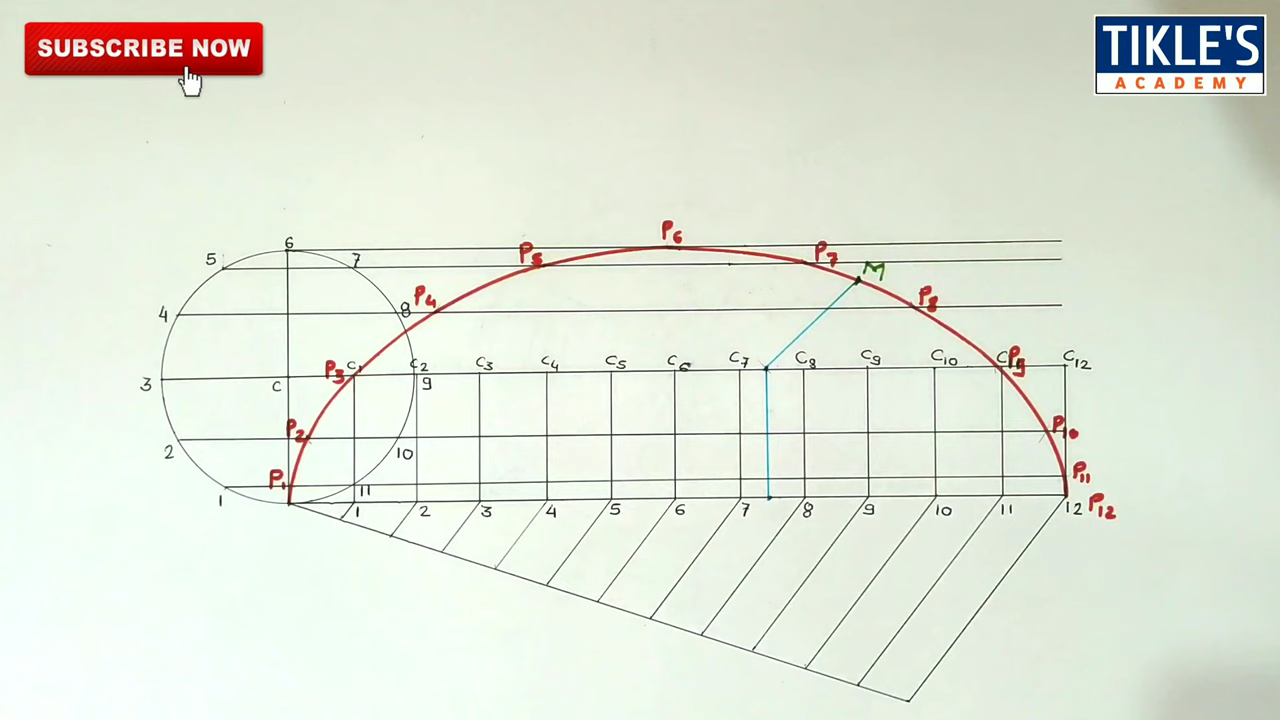 SUBSCRIBE NOW
TIKLE'S
ACADEMY
6
P6
5
7
P5
P7
M
4
8
P4
P8
3
C
P3
C1
C2
9
C3
C4
C5
C6
C7
C8
C9
C10
C11
P9
C12
2
P2
10
P10
1
P1
11
P11
1
2
3
4
5
6
7
8
9
10
11
12
P12